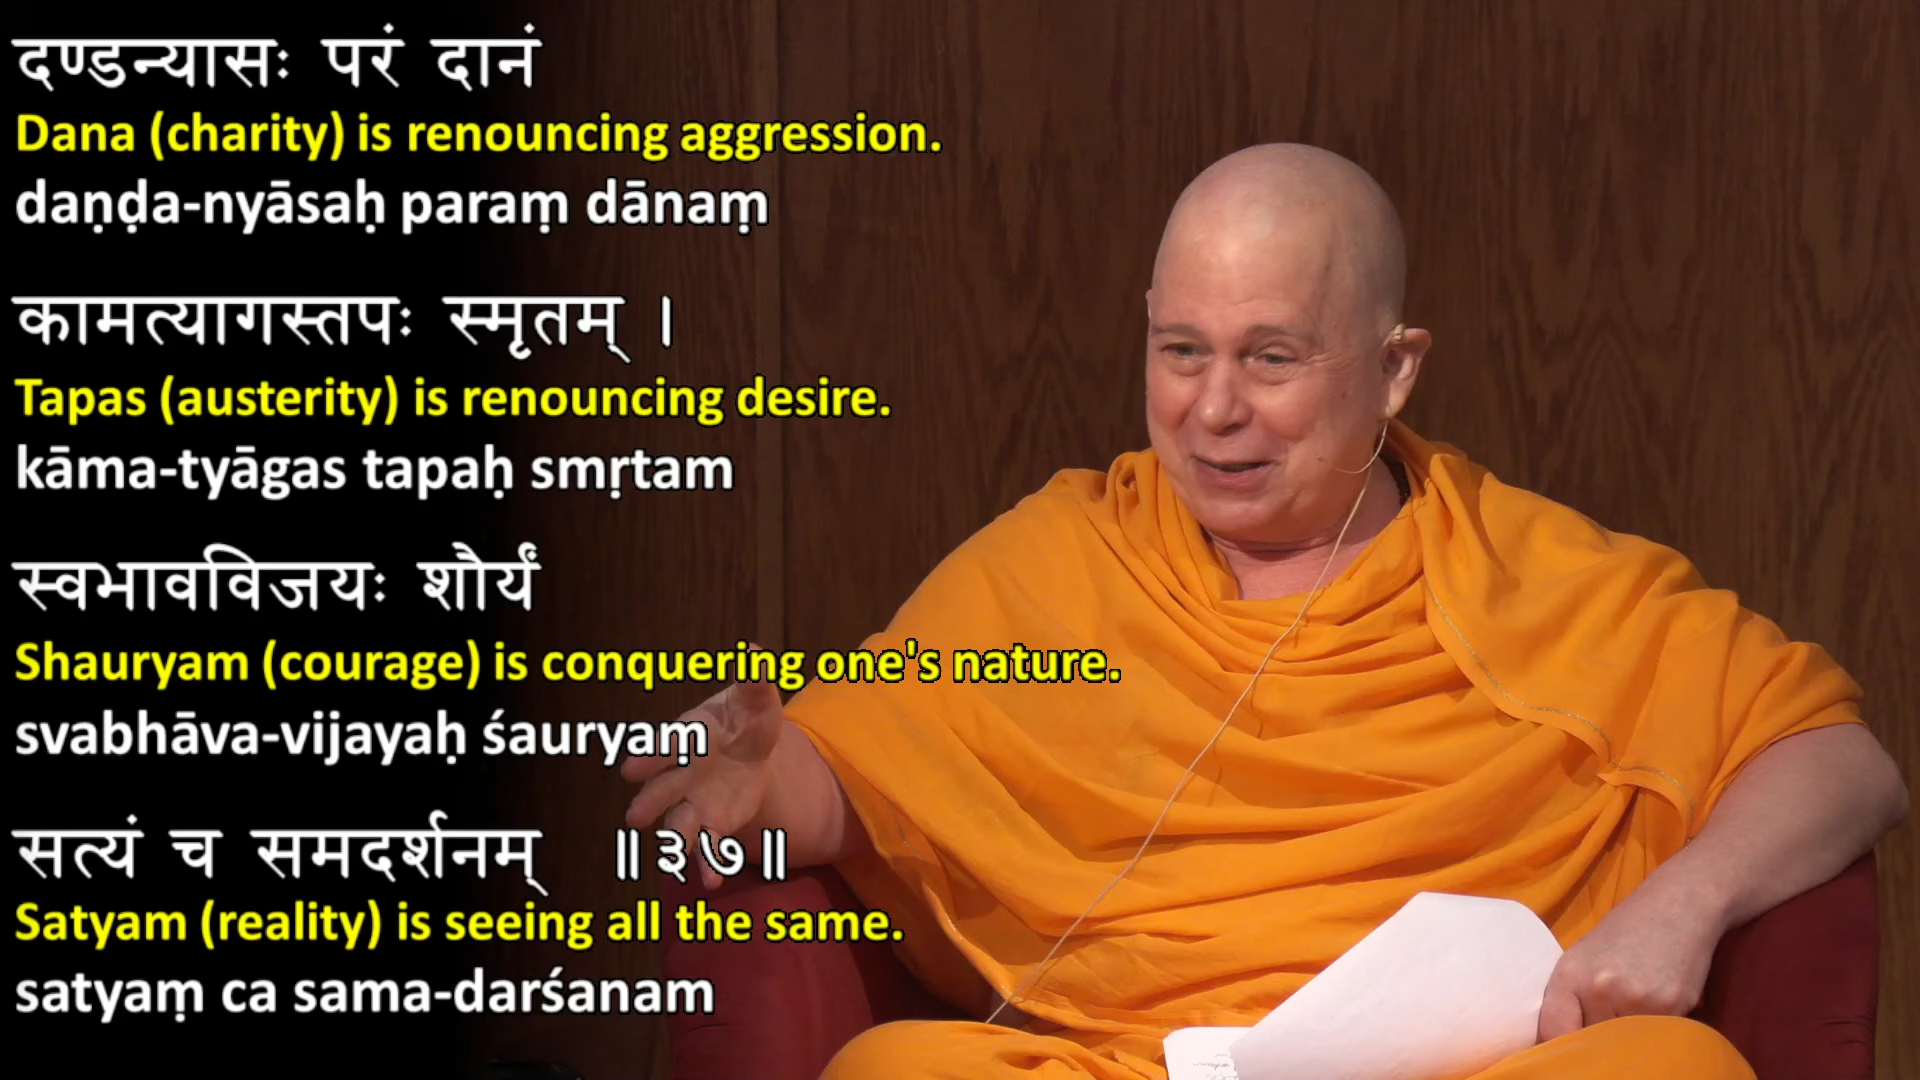 दण्डन्यासः परं दानं
Dana (charity) is renouncing aggression.
daṇḍa-nyāsaḥ paraṃ dānaṃ
कामत्यागस्तपः स्मृतम् ।
Tapas (austerity) is renouncing desire.
kāma-tyāgas tapaḥ smṛtam
स्वभावविजयः शौर्यं
Shauryam (courage) is conquering one's nature.
svabhāva-vijayaḥ śauryaṃ
सत्यं च समदर्शनम् ॥३७॥
Satyam (reality) is seeing all the same.
satyaṃ ca sama-darśanam